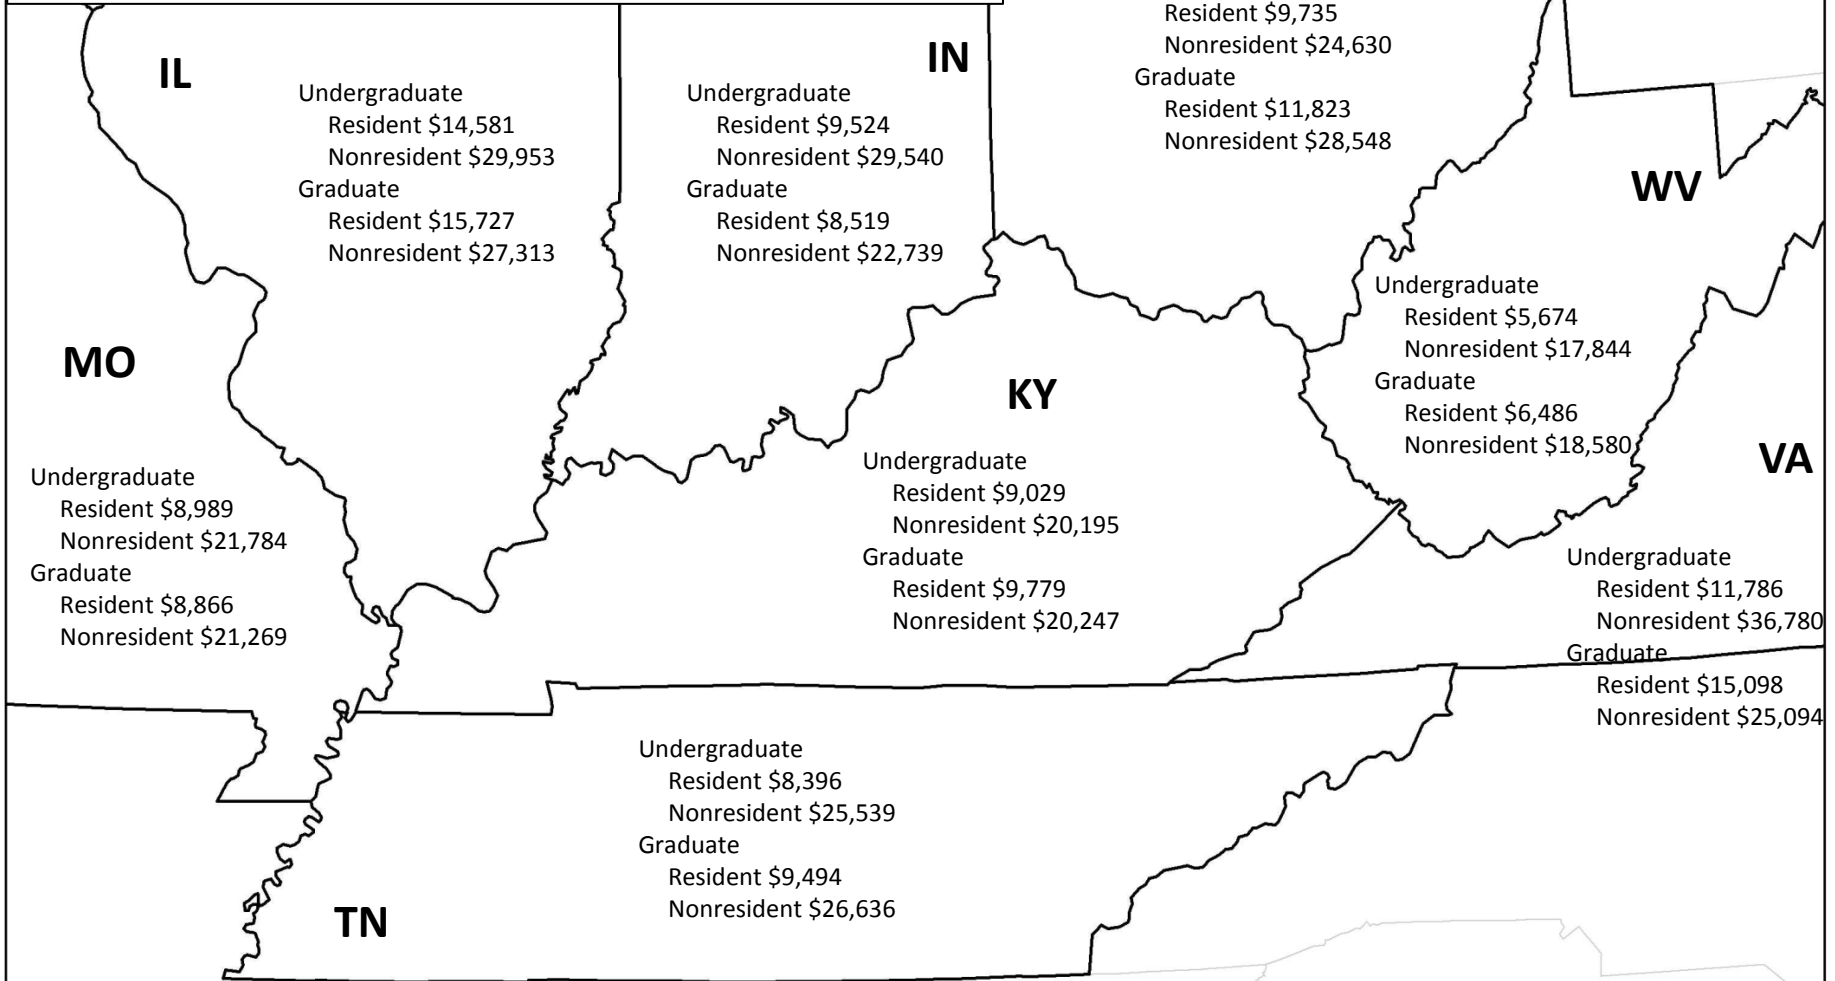 Resident $9,735
Nonresident $24,630
Graduate
Resident $11,823
Nonresident $28,548
IL
Undergraduate
Resident $14,581
Nonresident $29,953
Graduate
Resident $15,727
Nonresident $27,313
IN
Undergraduate
Resident $9,524
Nonresident $29,540
Graduate
Resident $8,519
Nonresident $22,739
WV
Undergraduate
Resident $5,674
Nonresident $17,844
Graduate
Resident $6,486
Nonresident $18,580
MO
Undergraduate
Resident $8,989
Nonresident $21,784
Graduate
Resident $8,866
Nonresident $21,269
KY
Undergraduate
Resident $9,029
Nonresident $20,195
Graduate
Resident $9,779
Nonresident $20,247
VA
Undergraduate
Resident $11,786
Nonresident $36,780
Graduate
Resident $15,098
Nonresident $25,094
TN
Undergraduate
Resident $8,396
Nonresident $25,539
Graduate
Resident $9,494
Nonresident $26,636